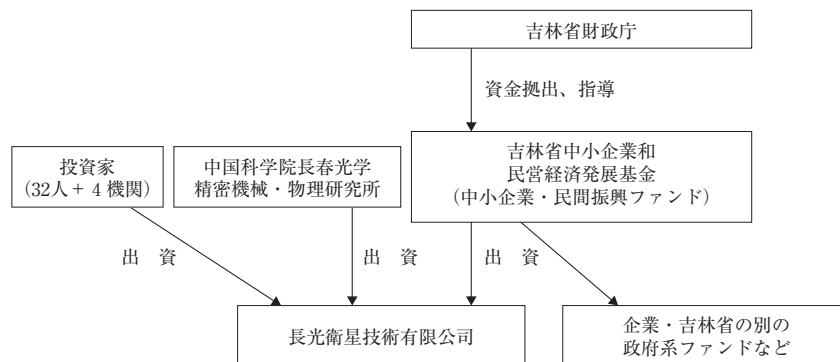 吉林省財政庁
資金拠出、指導
投資家
（32人＋4機関）
中国科学院長春光学
精密機械・物理研究所
吉林省中小企業和
民営経済発展基金
（中小企業・民間振興ファンド）
出　資
出　資
出　資
長光衛星技術有限公司
企業・吉林省の別の
政府系ファンドなど